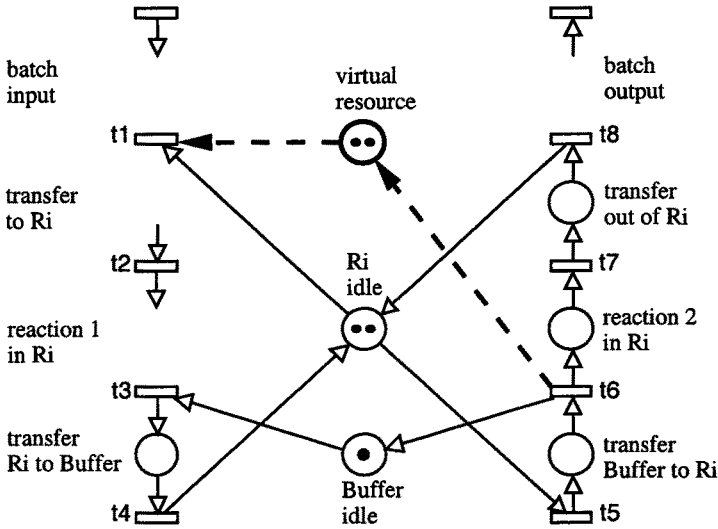 batch
input
virtual
resource
batch
output
t1
t8
transfer
to Ri
transfer
out of Ri
t2
Ri
idle
t7
reaction 1
in Ri
reaction 2
in Ri
t3
t6
transfer
Ri to Buffer
transfer
Buffer to Ri
t4
Buffer
idle
t5